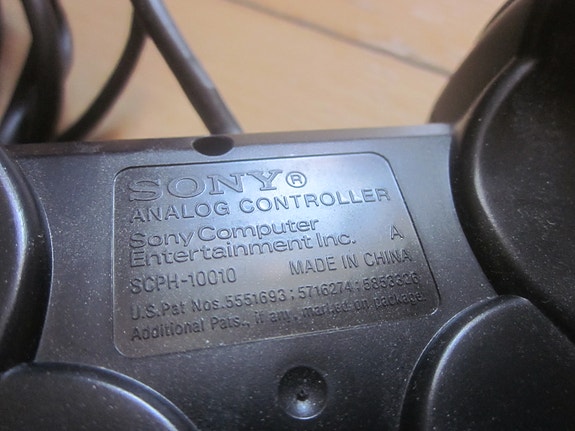 SONY®
ANALOG CONTROLLER
Sony Computer
Entertainment Inc. A
SCPH-10010 MADE IN CHINA
U.S.Pat Nos.5551693;5716274;6853326
Additional Pats., if any, marked on package.